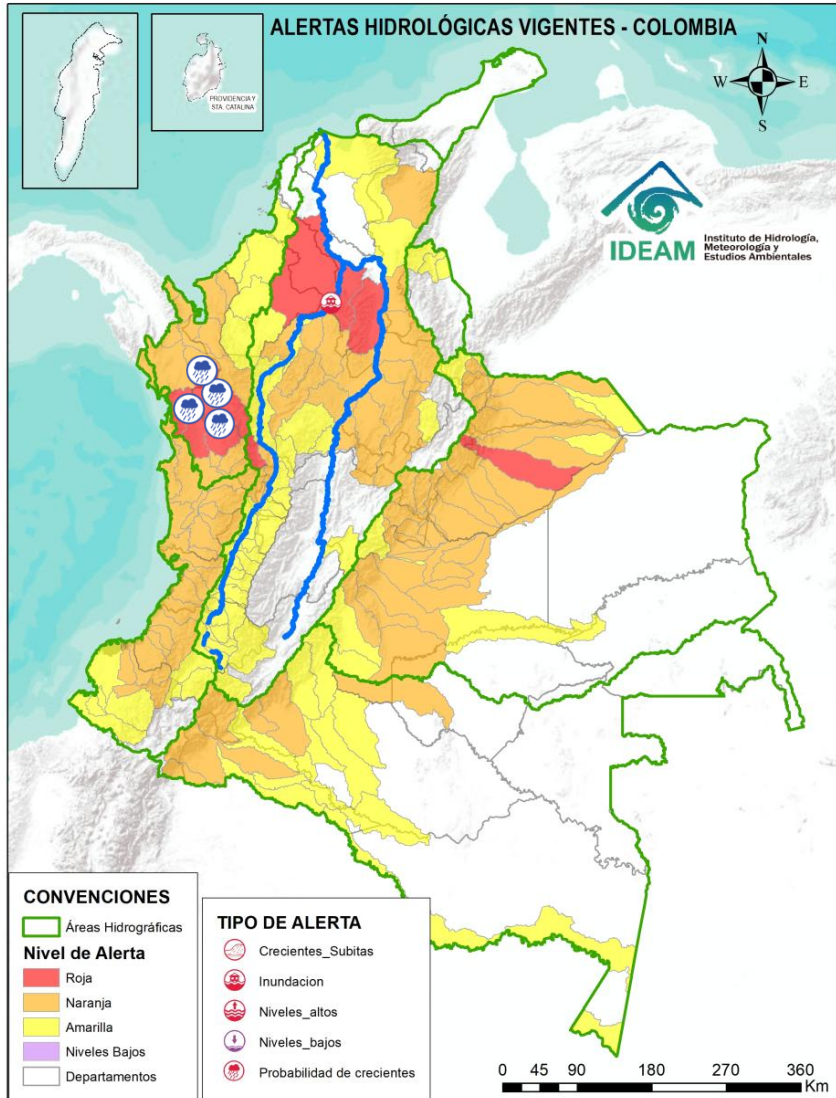 ALERTAS HIDROLÓGICAS VIGENTES - COLOMBIA
PROVIDENCIA Y
STA. CATALINA
N
W
E
S
IDEAM
Instituto de Hidrología,
Meteorología y
Estudios Ambientales
CONVENCIONES
Áreas Hidrográficas
Nivel de Alerta
Roja
Naranja
Amarilla
Niveles Bajos
Departamentos
TIPO DE ALERTA
Crecientes_Subitas
Inundacion
Niveles_altos
Niveles_bajos
Probabilidad de crecientes
0 45 90 180 270 360
Km